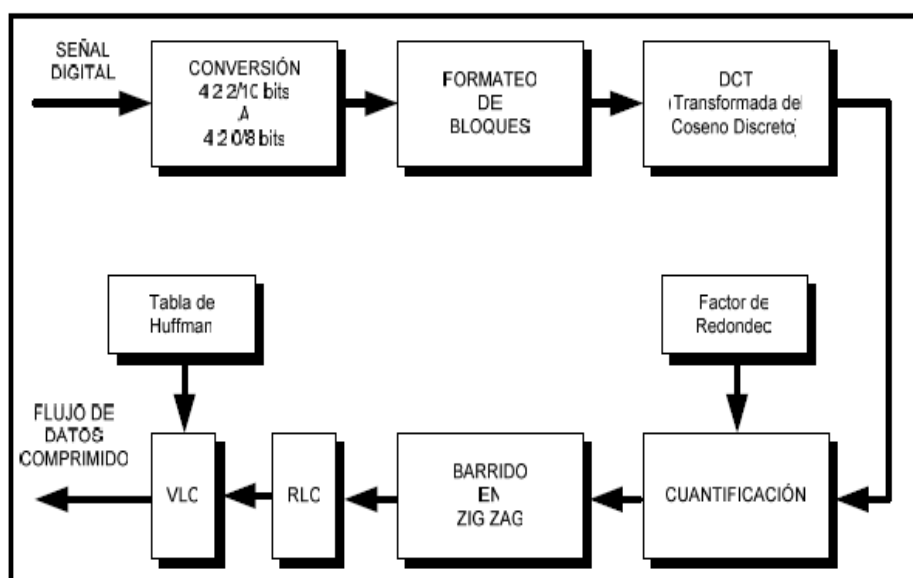 SEÑAL
DIGITAL
CONVERSIÓN
4 2 2/10 bits
A
4 2 0/8 bits
FORMATEO
DE
BLOQUES
DCT
(Transformada del
Coseno Discreto)
Tabla de
Huffman
Factor de
Redondeo
FLUJO DE
DATOS
COMPRIMIDO
VLC
RLC
BARRIDO
EN
ZIG ZAG
CUANTIFICACIÓN